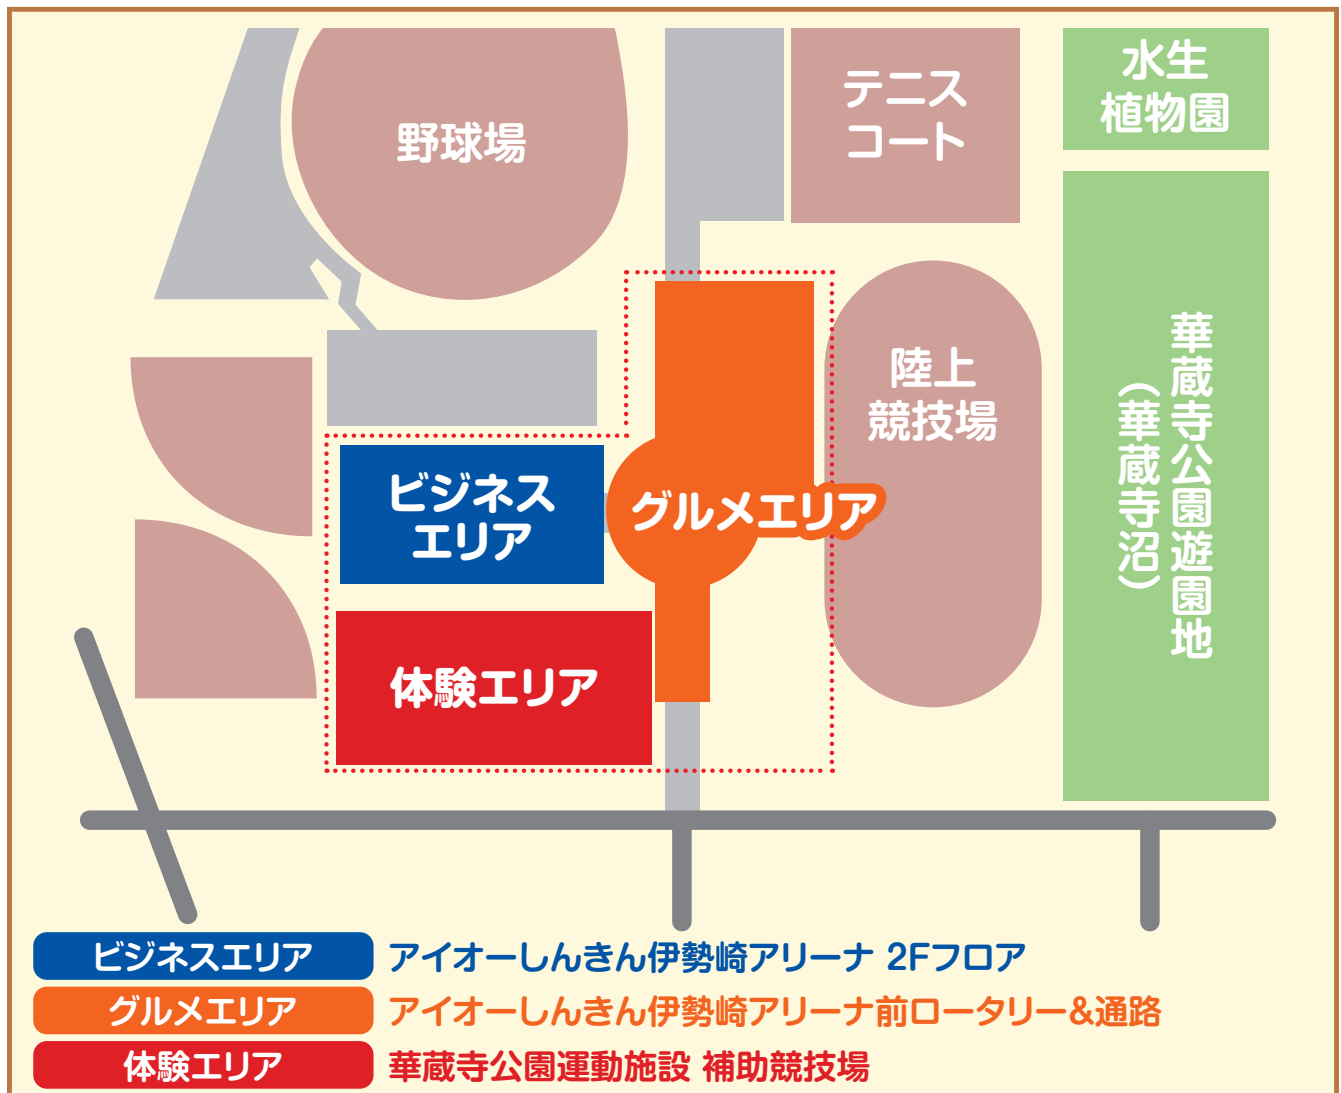 野球場
テニス
コート
水生
植物園
陸上
競技場
華蔵寺公園遊園地
（華蔵寺沼）
ビジネス
エリア
グルメエリア
体験エリア
ビジネスエリア アイオーしんきん伊勢崎アリーナ 2Fフロア
グルメエリア アイオーしんきん伊勢崎アリーナ前ロータリー&通路
体験エリア 華蔵寺公園運動施設 補助競技場